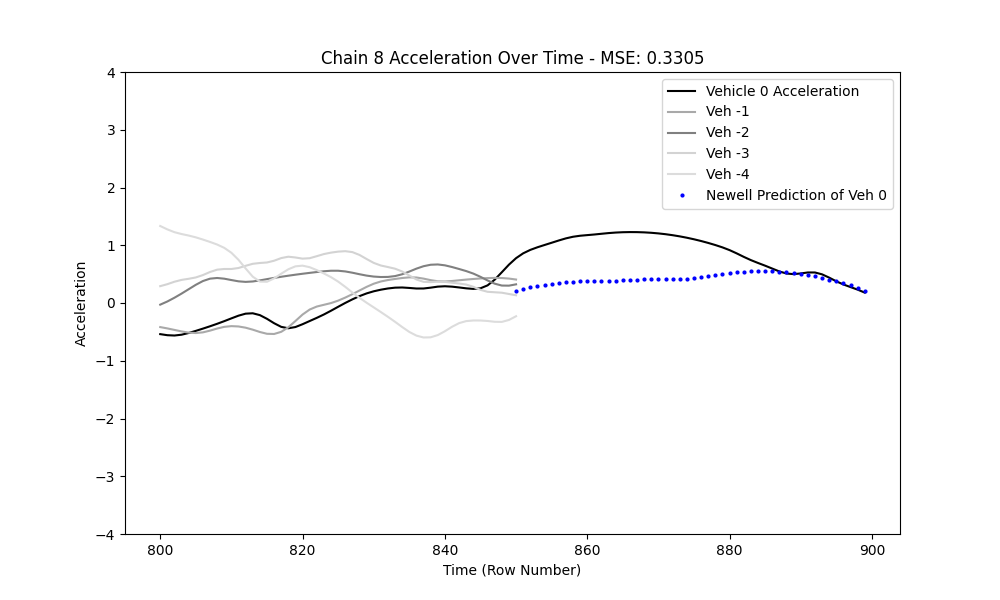 Chain 8 Acceleration Over Time - MSE: 0.3305
Acceleration
4
3
2
1
0
−1
−2
−3
−4
Vehicle 0 Acceleration
Veh -1
Veh -2
Veh -3
Veh -4
Newell Prediction of Veh 0
800
820
840
860
880
900
Time (Row Number)